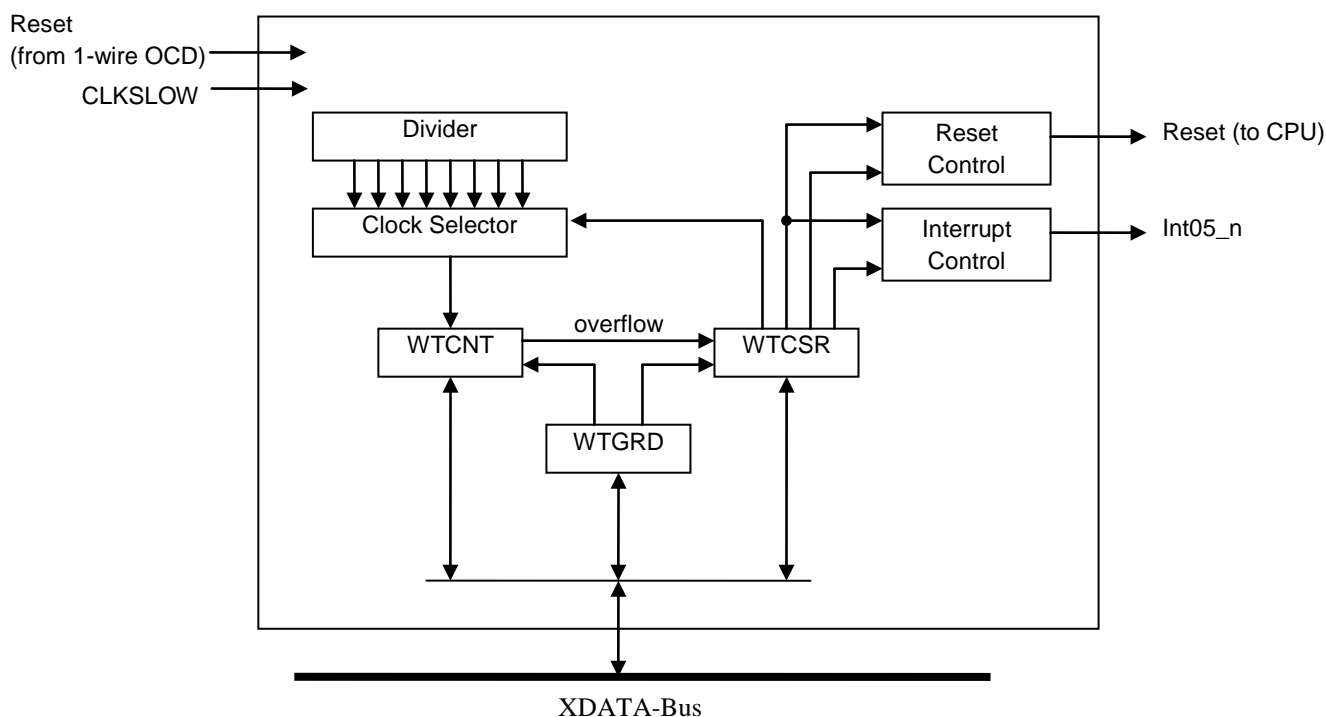 Reset
(from 1-wire OCD)
CLKSLOW
Divider
Clock Selector
Reset
Control
Reset (to CPU)
Interrupt
Control
Int05_n
overflow
WTCNT
WTCSR
WTGRD
XDATA-Bus